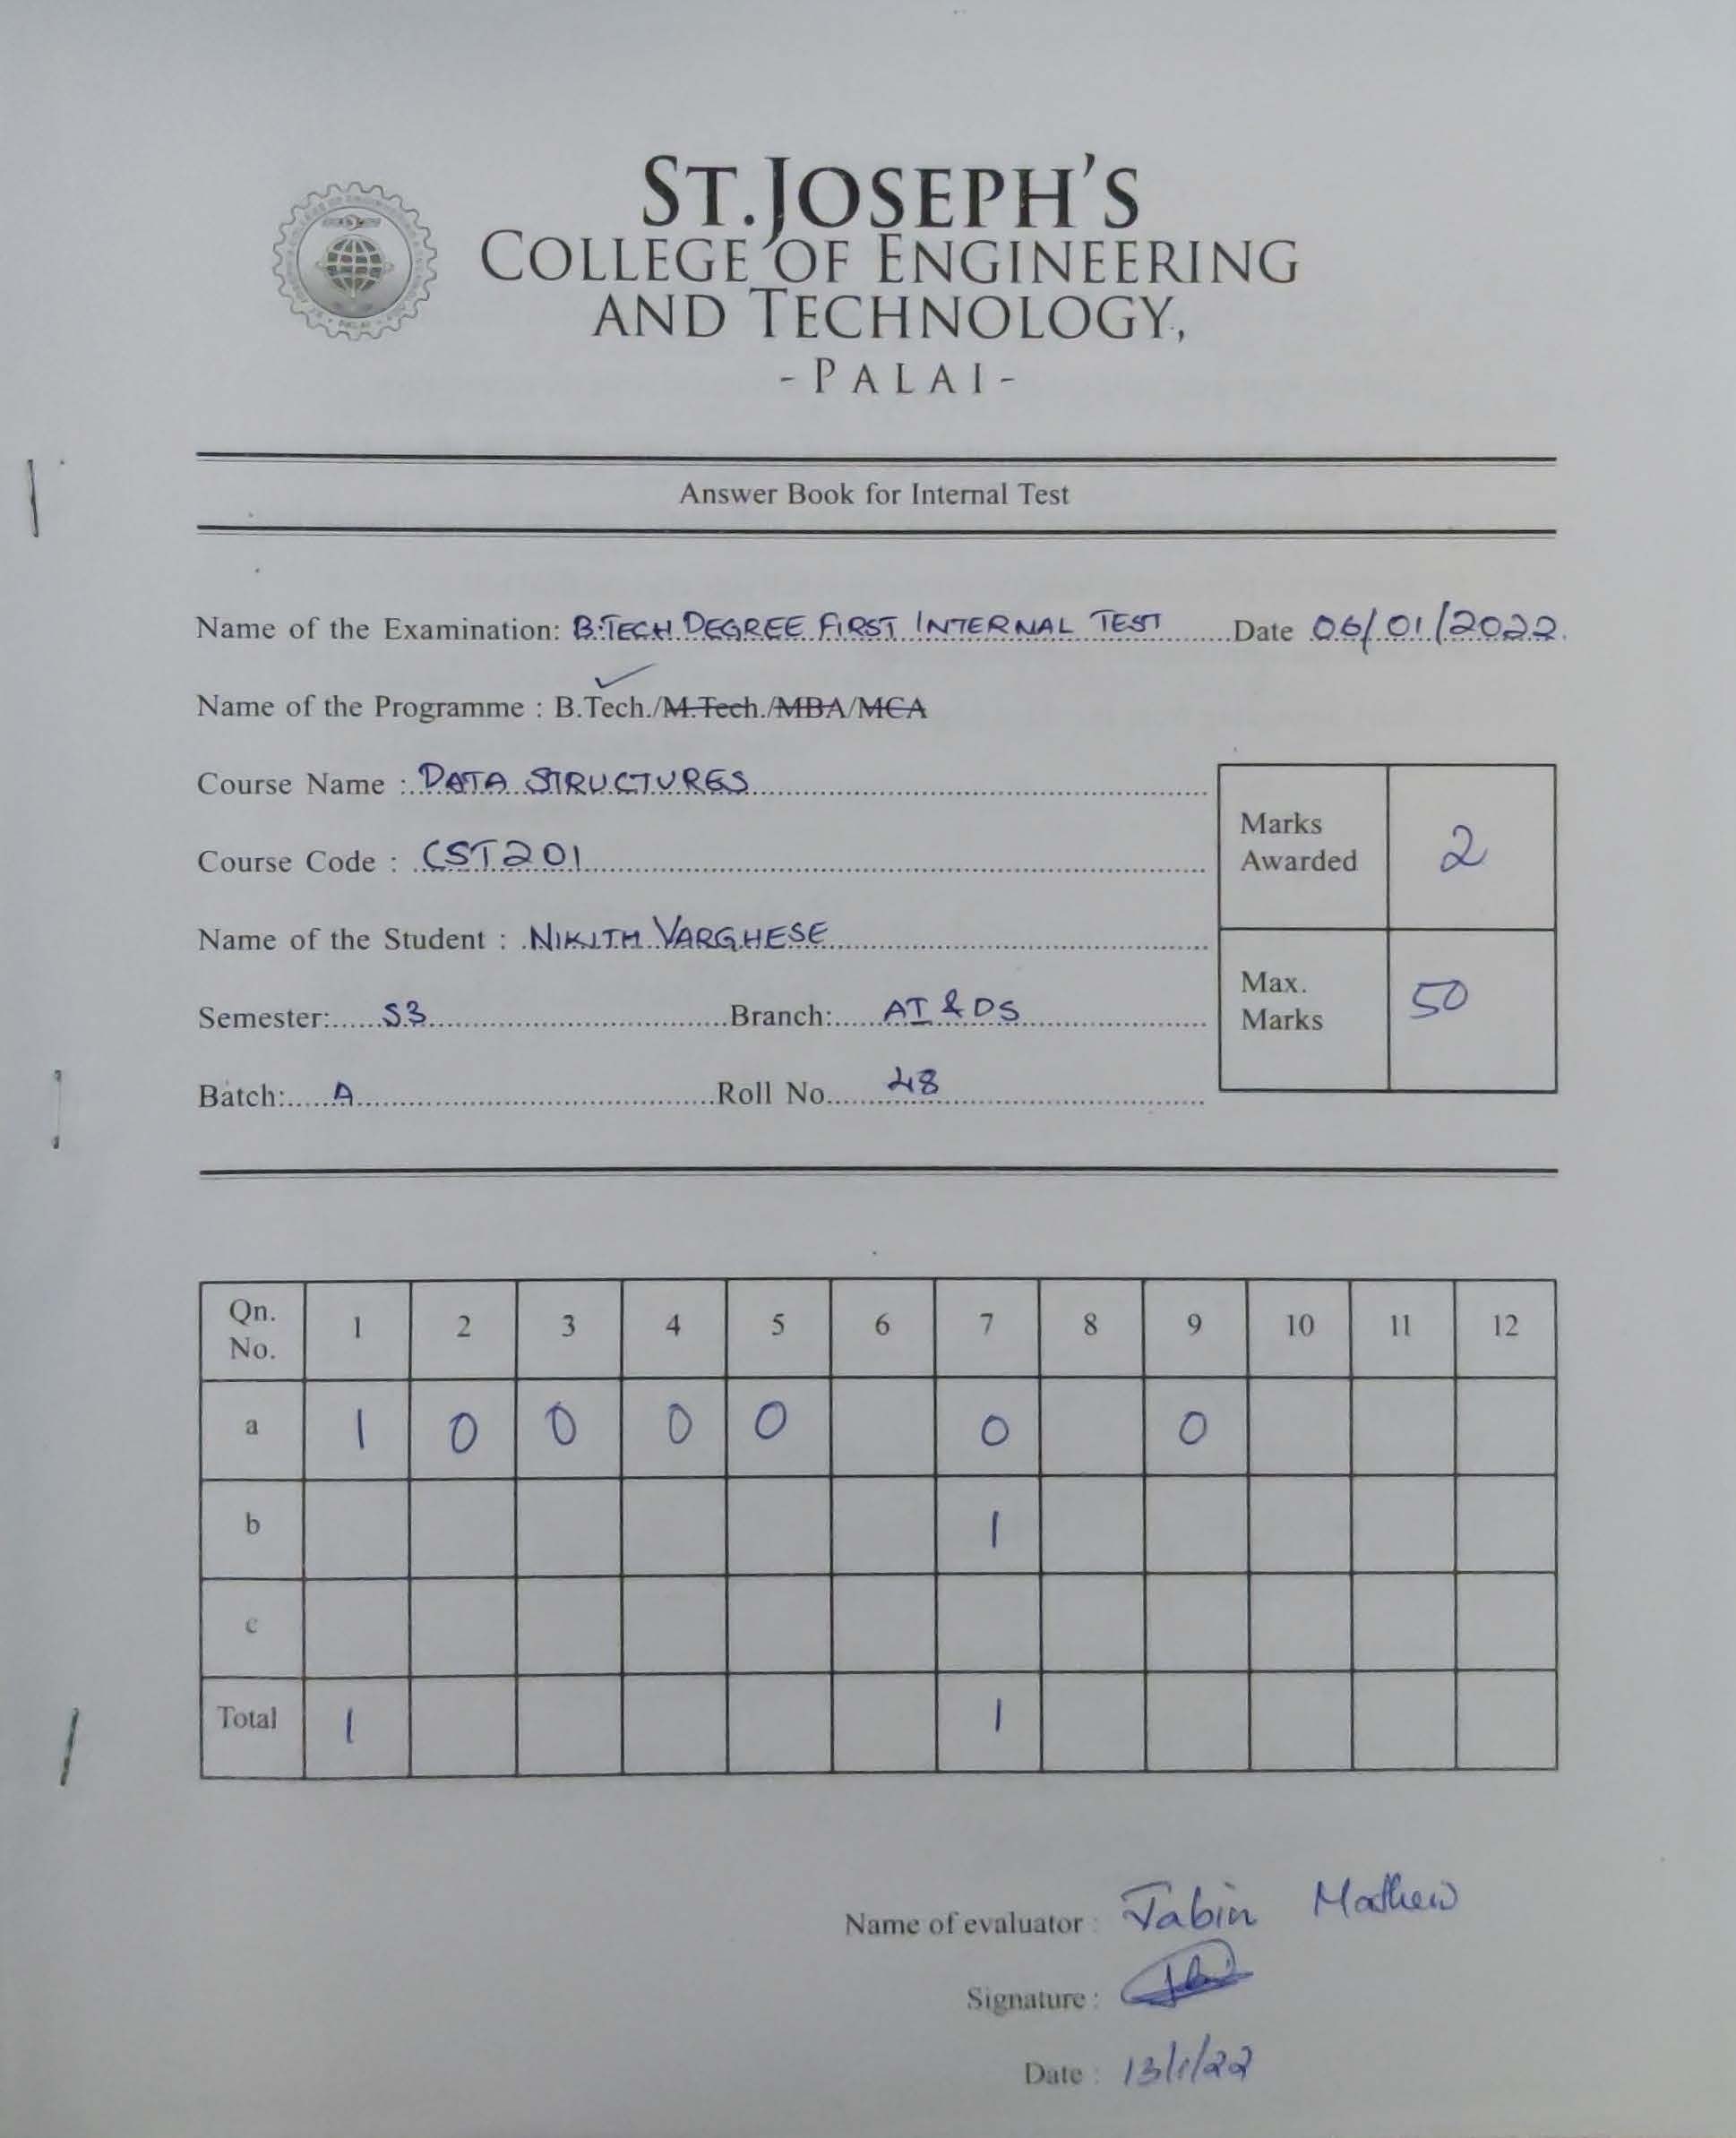 ST. JOSEPH'S
COLLEGE OF ENGINEERING
AND TECHNOLOGY,
- PALAI -
Answer Book for Internal Test
Name of the Examination: B.TECH DEGREE FIRST INTERNAL TEST Date 06/01/2022.
Name of the Programme : B.Tech./M.Tech./MBA/MCA
Course Name : DATA STRUCTURES
Course Code : CST201
Name of the Student : NIKITH VARGHESE
Semester: S3 Branch: AI & DS
Batch: A Roll No. 48
Marks Awarded 2
Max. Marks 50
Qn. No. 1 2 3 4 5 6 7 8 9 10 11 12
a 1 0 0 0 0 0 0
b 1
c
Total 1 1
Name of evaluator : Jabin Mathew
Signature :
Date : 13/1/22